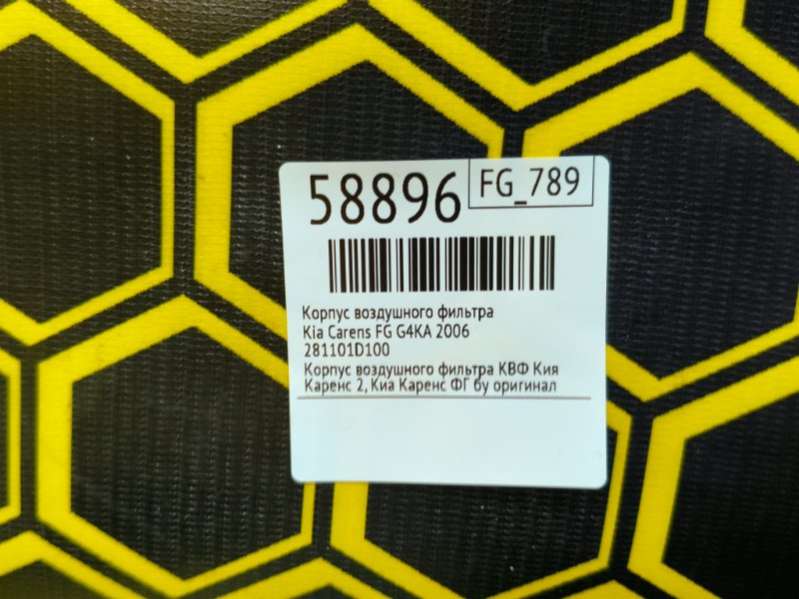 58896
FG_789
Корпус воздушного фильтра
Kia Carens FG G4KA 2006
281101D100
Корпус воздушного фильтра КВФ Кия
Каренс 2, Киа Каренс ФГ бу оригинал